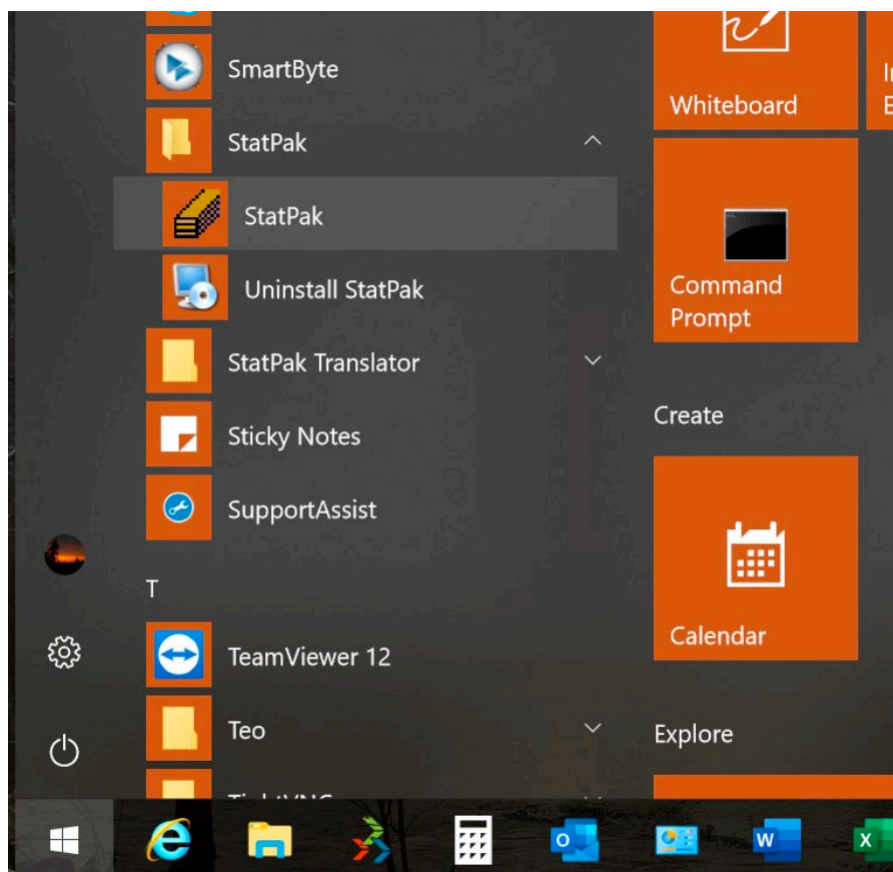 SmartByte
StatPak
StatPak
Uninstall StatPak
StatPak Translator
Sticky Notes
SupportAssist
T
TeamViewer 12
Teo
Whiteboard
Command
Prompt
Create
Calendar
Explore
O
W
X